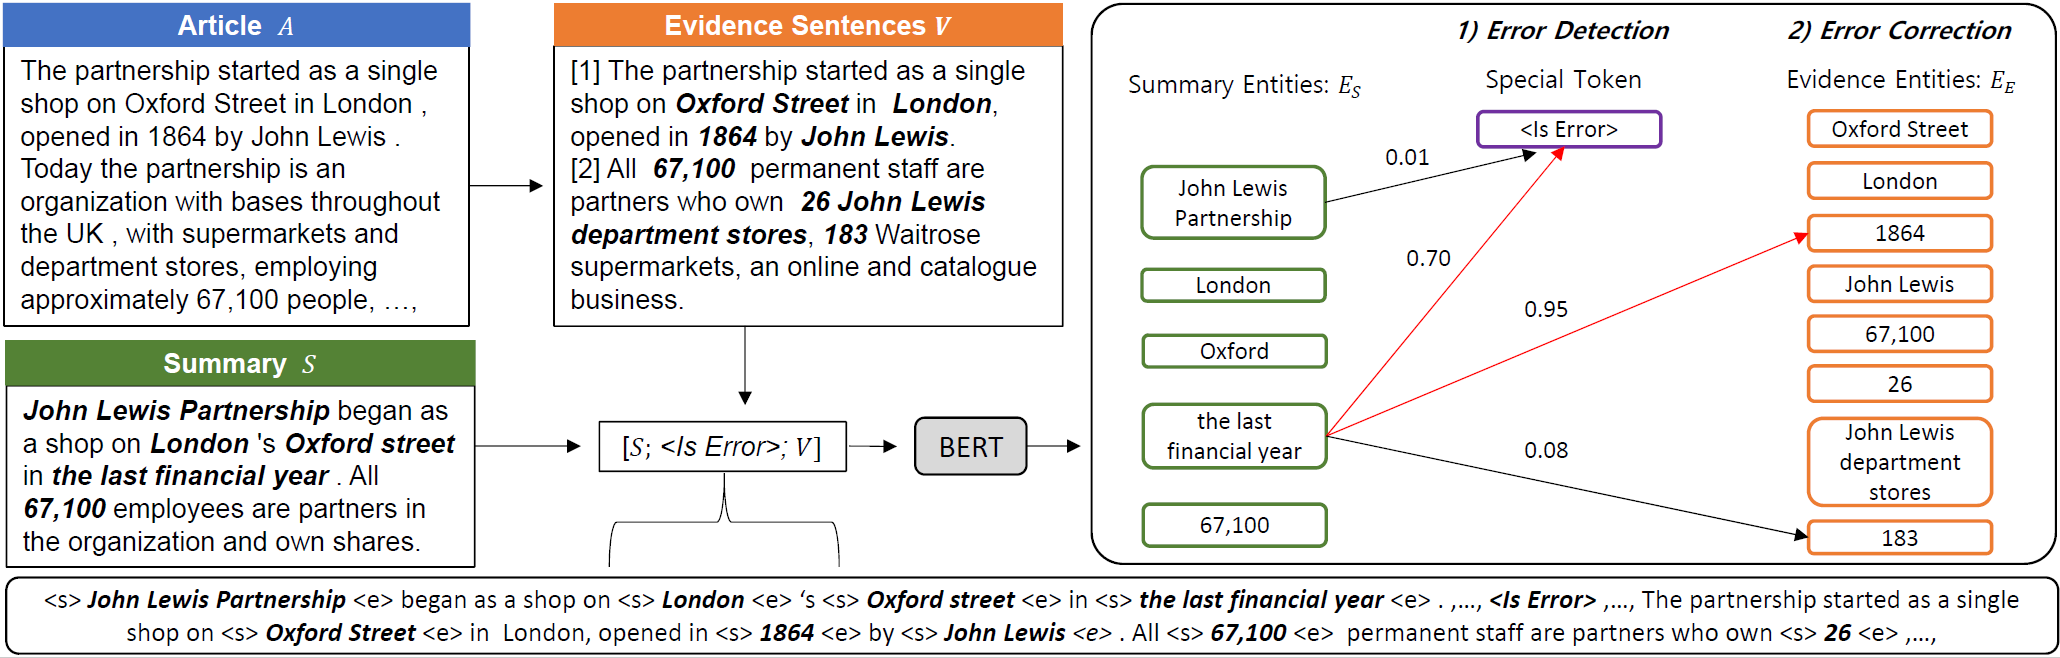 Article A
The partnership started as a single
shop on Oxford Street in London ,
opened in 1864 by John Lewis .
Today the partnership is an
organization with bases throughout
the UK , with supermarkets and
department stores, employing
approximately 67,100 people, ...,
Summary S
John Lewis Partnership began as
a shop on London 's Oxford street
in the last financial year . All
67,100 employees are partners in
the organization and own shares.
Evidence Sentences V
[1] The partnership started as a single
shop on Oxford Street in London,
opened in 1864 by John Lewis.
[2] All 67,100 permanent staff are
partners who own 26 John Lewis
department stores, 183 Waitrose
supermarkets, an online and catalogue
business.
[S; <Is Error>; V]
BERT
1) Error Detection
2) Error Correction
Summary Entities: E_S
Special Token
Evidence Entities: E_E
<Is Error>
John Lewis
Partnership
London
Oxford
the last
financial year
67,100
0.01
0.70
0.95
0.08
Oxford Street
London
1864
John Lewis
67,100
26
John Lewis
department
stores
183
<s> John Lewis Partnership <e> began as a shop on <s> London <e> ‘s <s> Oxford street <e> in <s> the last financial year <e> . ,..., <Is Error> ,..., The partnership started as a single
shop on <s> Oxford Street <e> in London, opened in <s> 1864 <e> by <s> John Lewis <e> . All <s> 67,100 <e> permanent staff are partners who own <s> 26 <e> ,...,